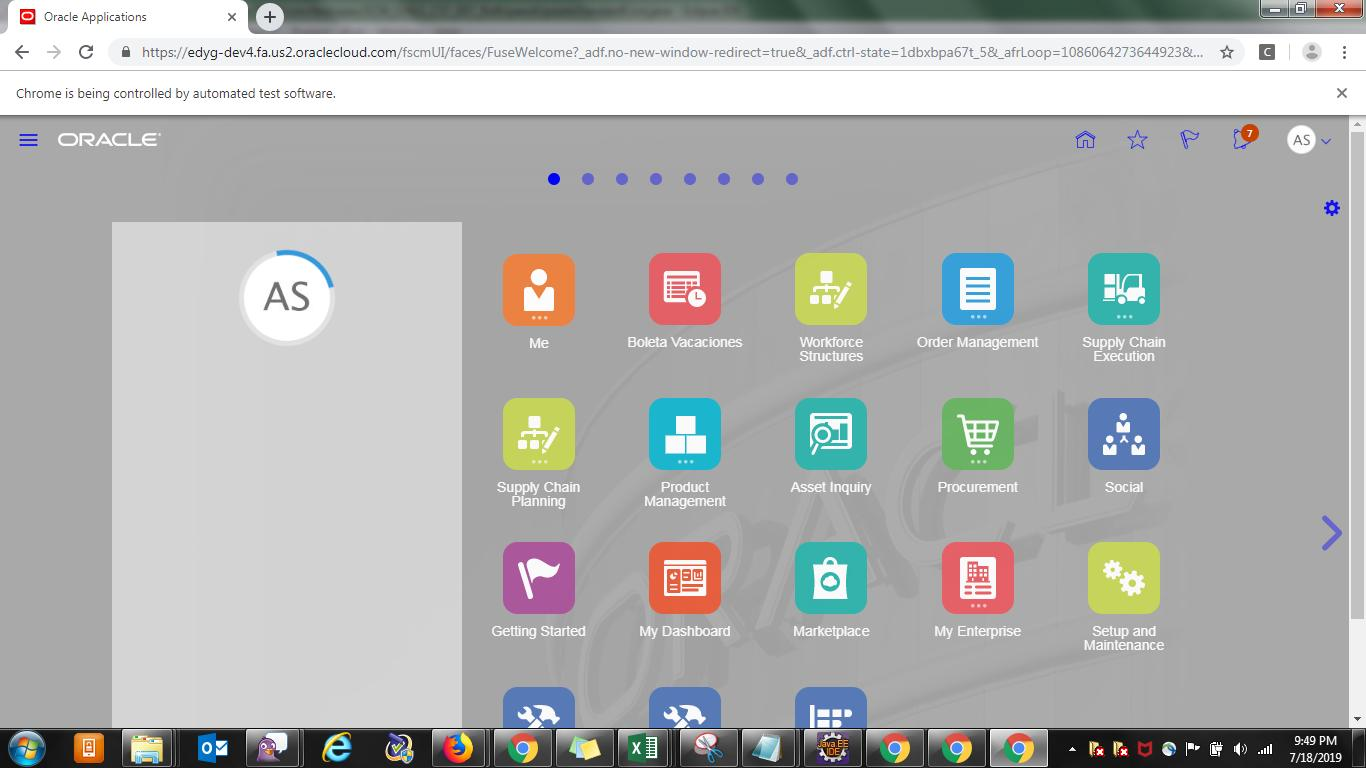 Oracle Applications
https://edyg-dev4.fa.us2.oraclecloud.com/fscmUI/faces/FuseWelcome?_adf.no-new-window-redirect=true&_adf.ctrl-state=1dbxbpa67t_5&_afrLoop=1086064273644923&...
C
Chrome is being controlled by automated test software.
ORACLE
7
AS
AS
Me
Boleta Vacaciones
Workforce
Structures
Order Management
Supply Chain
Execution
Supply Chain
Planning
Product
Management
Asset Inquiry
Procurement
Social
Getting Started
My Dashboard
Marketplace
My Enterprise
Setup and
Maintenance
Java EE
IDE
9:49 PM
7/18/2019